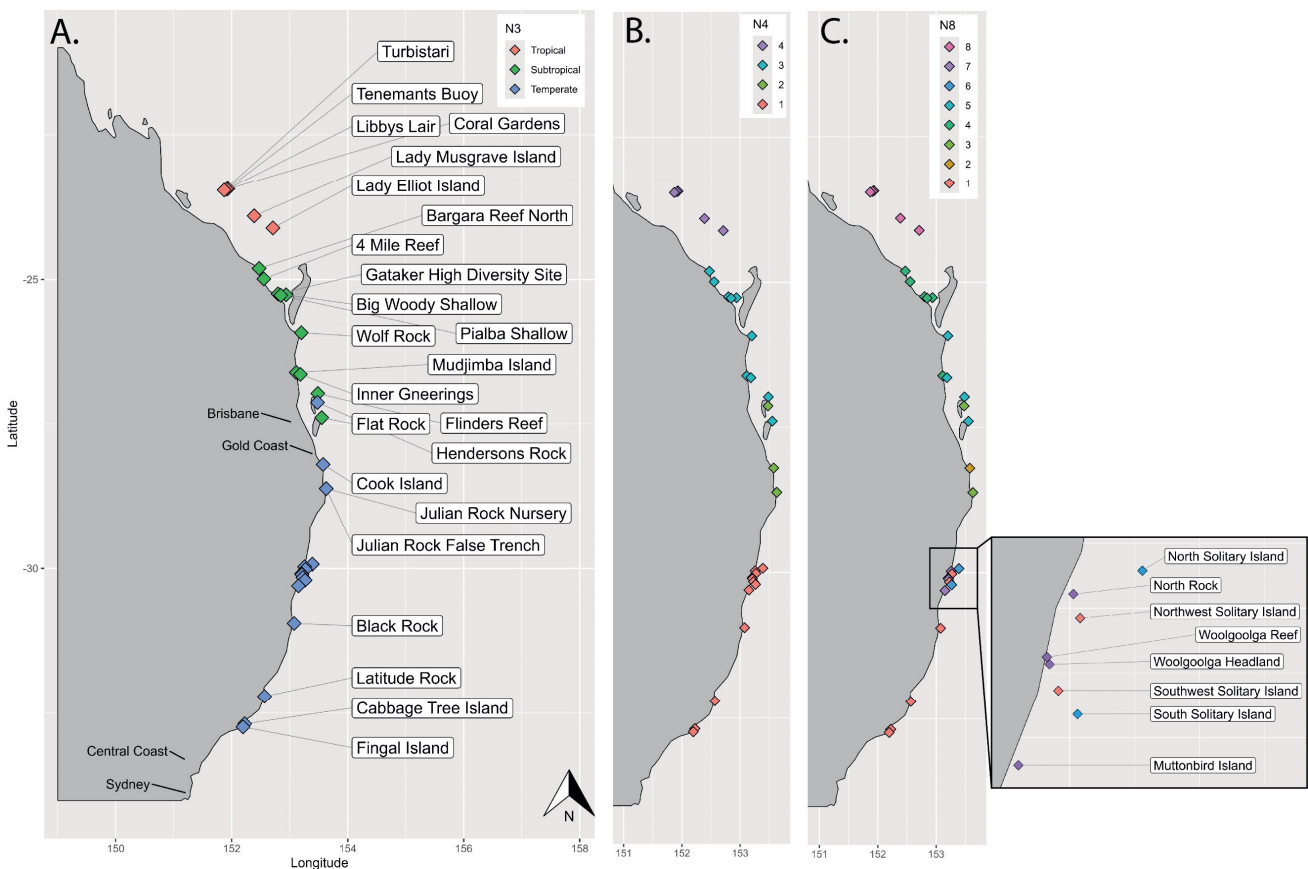 A.
N3
Tropical
Subtropical
Temperate
Turbistari
Tenemants Buoy
Libbys Lair
Coral Gardens
Lady Musgrave Island
Lady Elliot Island
Bargara Reef North
4 Mile Reef
Gataker High Diversity Site
Big Woody Shallow
Pialba Shallow
Wolf Rock
Mudjimba Island
Inner Gneerings
Flinders Reef
Flat Rock
Hendersons Rock
Cook Island
Julian Rock Nursery
Julian Rock False Trench
Black Rock
Latitude Rock
Cabbage Tree Island
Fingal Island
Brisbane
Gold Coast
Central Coast
Sydney
N
-25
-30
Latitude
150
152
154
156
158
Longitude
B.
N4
4
3
2
1
151
152
153
C.
N8
8
7
6
5
4
3
2
1
151
152
153
North Solitary Island
North Rock
Northwest Solitary Island
Woolgoolga Reef
Woolgoolga Headland
Southwest Solitary Island
South Solitary Island
Muttonbird Island